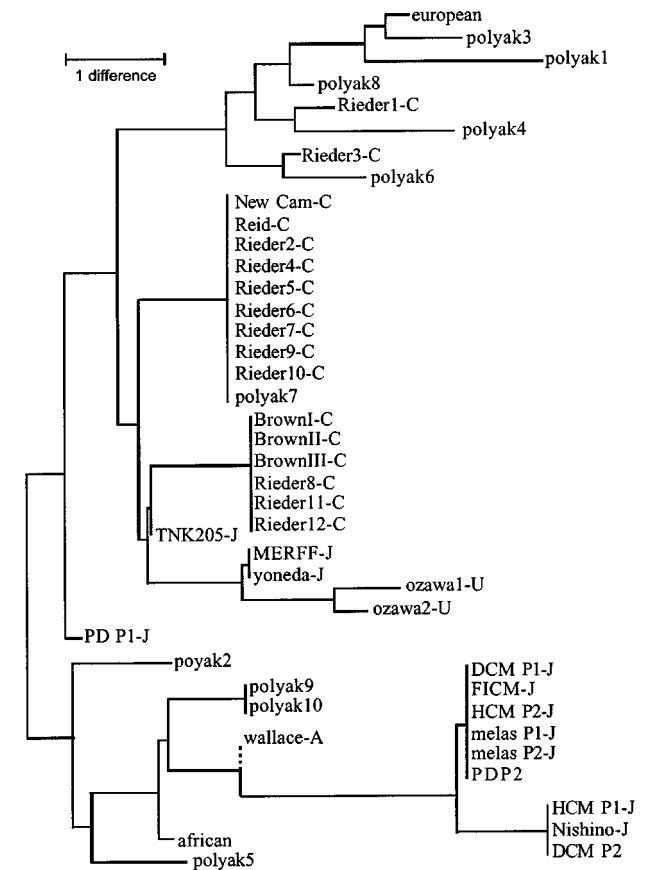 european
polyak3
polyak1
1 difference
polyak8
Rieder1-C
polyak4
Rieder3-C
polyak6
New Cam-C
Reid-C
Rieder2-C
Rieder4-C
Rieder5-C
Rieder6-C
Rieder7-C
Rieder9-C
Rieder10-C
polyak7
BrownI-C
BrownII-C
BrownIII-C
Rieder8-C
Rieder11-C
Rieder12-C
TNK205-J
MERFF-J
yoneda-J
ozawa1-U
ozawa2-U
PD P1-J
poyak2
polyak9
polyak10
wallace-A
DCM P1-J
FICM-J
HCM P2-J
melas P1-J
melas P2-J
PDP2
HCM P1-J
Nishino-J
DCM P2
african
polyak5